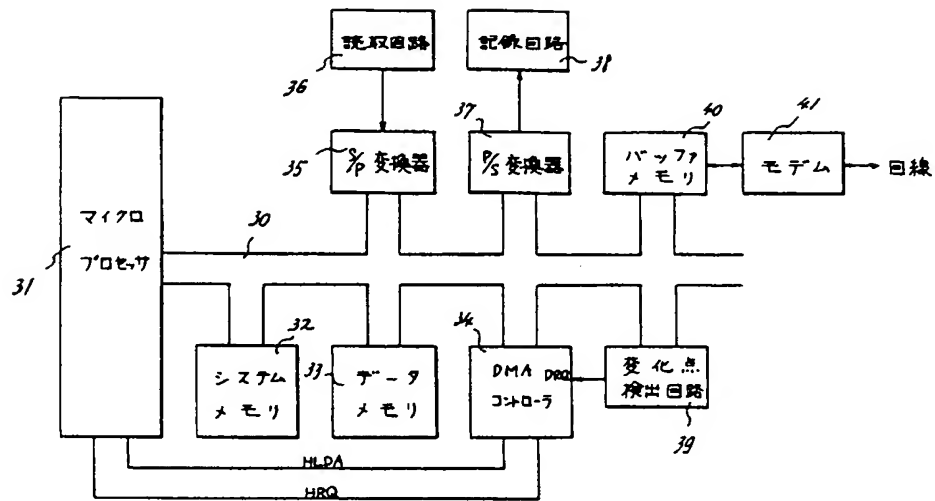 読取回路
記録回路
36
38
37
40
41
35
S/P 変換器
P/S 変換器
バッファ
メモリ
モデム
回線
マイクロ
プロセッサ
30
31
32
33
34
システム
メモリ
データ
メモリ
DMA DRQ
コントローラ
変化点
検出回路
39
HLDA
HRQ